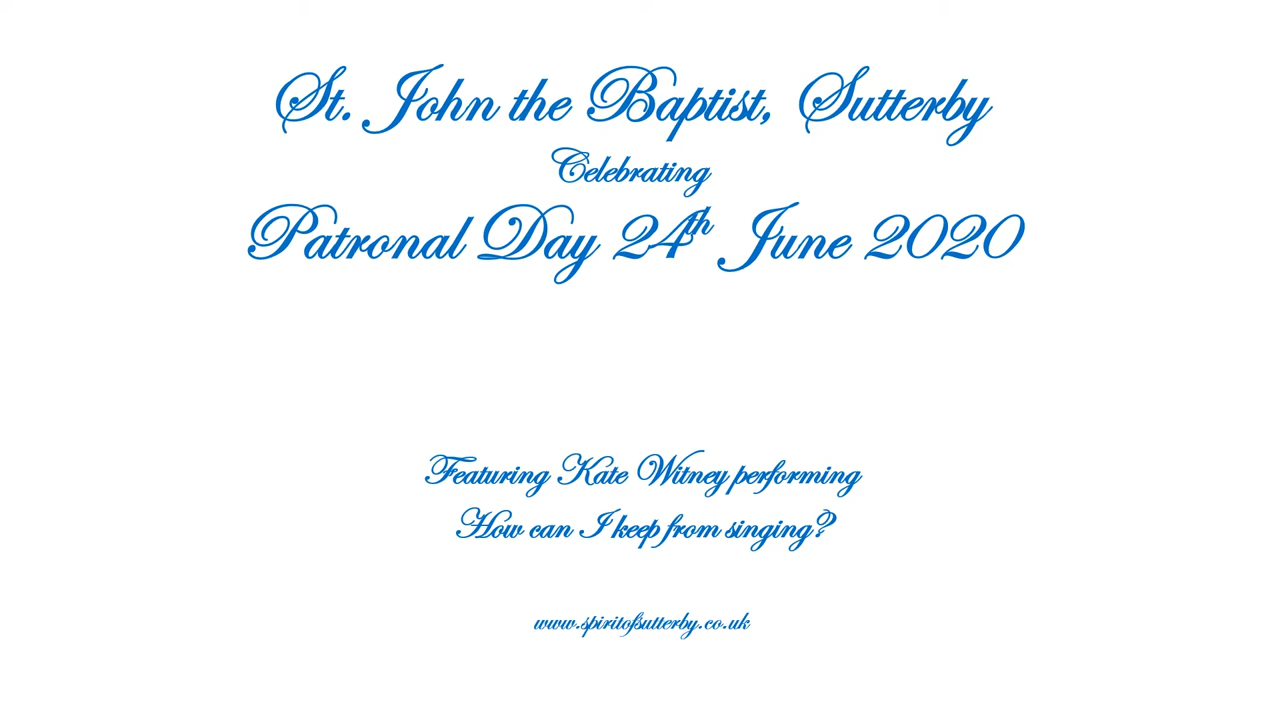 St. John the Baptist, Sutterby
Celebrating
Patronal Day 24th June 2020
Featuring Kate Witney performing
How can I keep from singing?
www.spiritofsutterby.co.uk